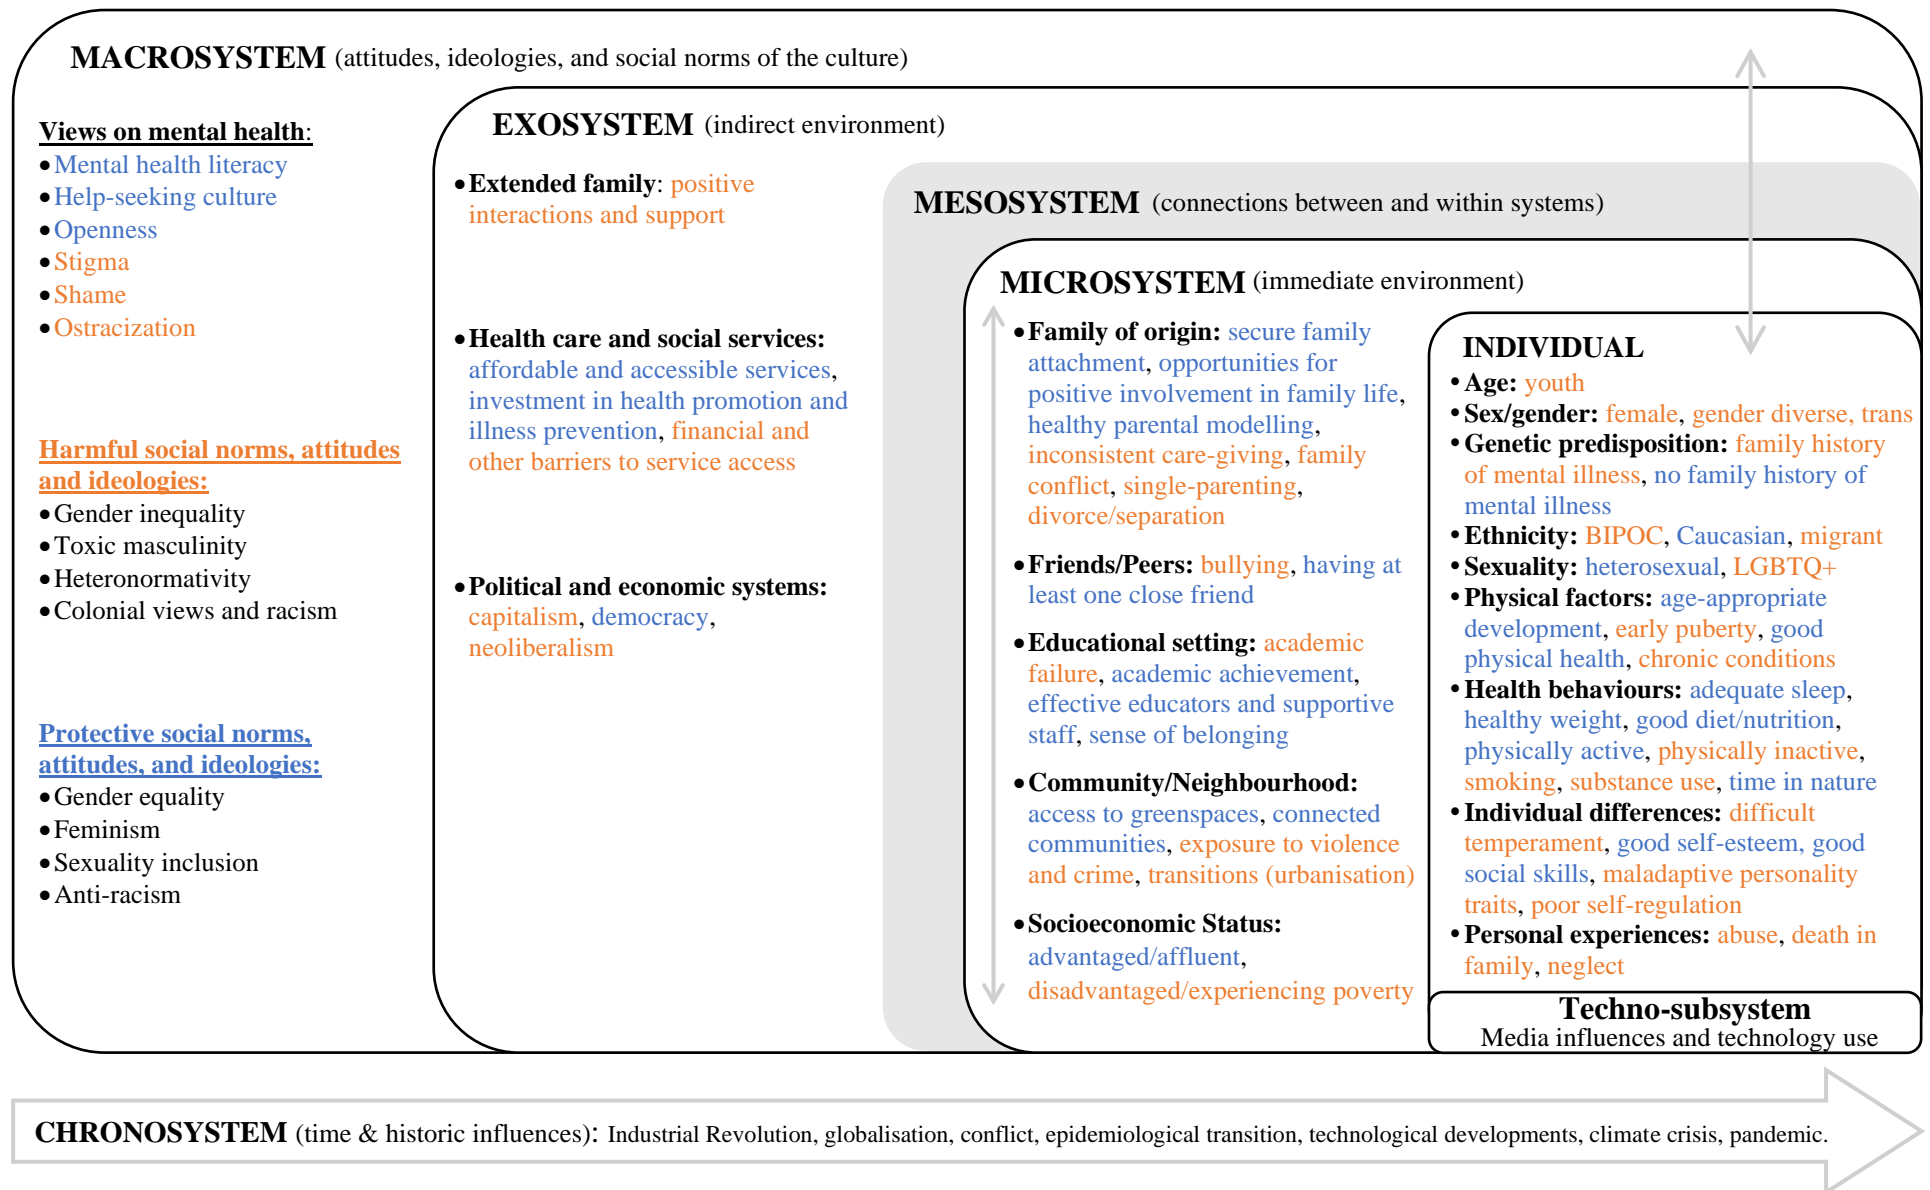 MACROSYSTEM (attitudes, ideologies, and social norms of the culture)
Views on mental health:
•Mental health literacy
•Help-seeking culture
•Openness
•Stigma
•Shame
•Ostracization
Harmful social norms, attitudes
and ideologies:
•Gender inequality
•Toxic masculinity
•Heteronormativity
•Colonial views and racism
Protective social norms,
attitudes, and ideologies:
•Gender equality
•Feminism
•Sexuality inclusion
•Anti-racism
EXOSYSTEM (indirect environment)
•Extended family: positive
interactions and support
•Health care and social services:
affordable and accessible services,
investment in health promotion and
illness prevention, financial and
other barriers to service access
•Political and economic systems:
capitalism, democracy,
neoliberalism
MESOSYSTEM (connections between and within systems)
MICROSYSTEM (immediate environment)
•Family of origin: secure family
attachment, opportunities for
positive involvement in family life,
healthy parental modelling,
inconsistent care-giving, family
conflict, single-parenting,
divorce/separation
•Friends/Peers: bullying, having at
least one close friend
•Educational setting: academic
failure, academic achievement,
effective educators and supportive
staff, sense of belonging
•Community/Neighbourhood:
access to greenspaces, connected
communities, exposure to violence
and crime, transitions (urbanisation)
•Socioeconomic Status:
advantaged/affluent,
disadvantaged/experiencing poverty
INDIVIDUAL
•Age: youth
•Sex/gender: female, gender diverse, trans
•Genetic predisposition: family history
of mental illness, no family history of
mental illness
•Ethnicity: BIPOC, Caucasian, migrant
•Sexuality: heterosexual, LGBTQ+
•Physical factors: age-appropriate
development, early puberty, good
physical health, chronic conditions
•Health behaviours: adequate sleep,
healthy weight, good diet/nutrition,
physically active, physically inactive,
smoking, substance use, time in nature
•Individual differences: difficult
temperament, good self-esteem, good
social skills, maladaptive personality
traits, poor self-regulation
•Personal experiences: abuse, death in
family, neglect
Techno-subsystem
Media influences and technology use
CHRONOSYSTEM (time & historic influences): Industrial Revolution, globalisation, conflict, epidemiological transition, technological developments, climate crisis, pandemic.